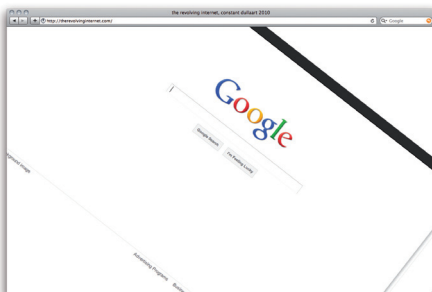 the revolving internet, constant dullaart 2010
http://therevolvinginternet.com/
Google
Google
Google Search
I'm Feeling Lucky
Advertising Programs